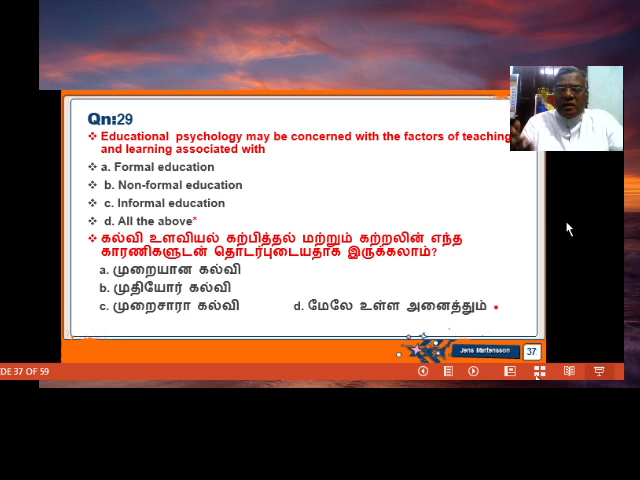 Qn:29
❖ Educational psychology may be concerned with the factors of teaching
and learning associated with
❖ a. Formal education
❖ b. Non-formal education
❖ c. Informal education
❖ d. All the above*
❖ கல்வி உளவியல் கற்பித்தல் மற்றும் கற்றலின் எந்த
காரணிகளுடன் தொடர்புடையதாக இருக்கலாம்?
a. முறையான கல்வி
b. முதியோர் கல்வி
c. முறைசாரா கல்வி d. மேலே உள்ள அனைத்தும் *
Jens Martensson 37
DE 37 OF 59